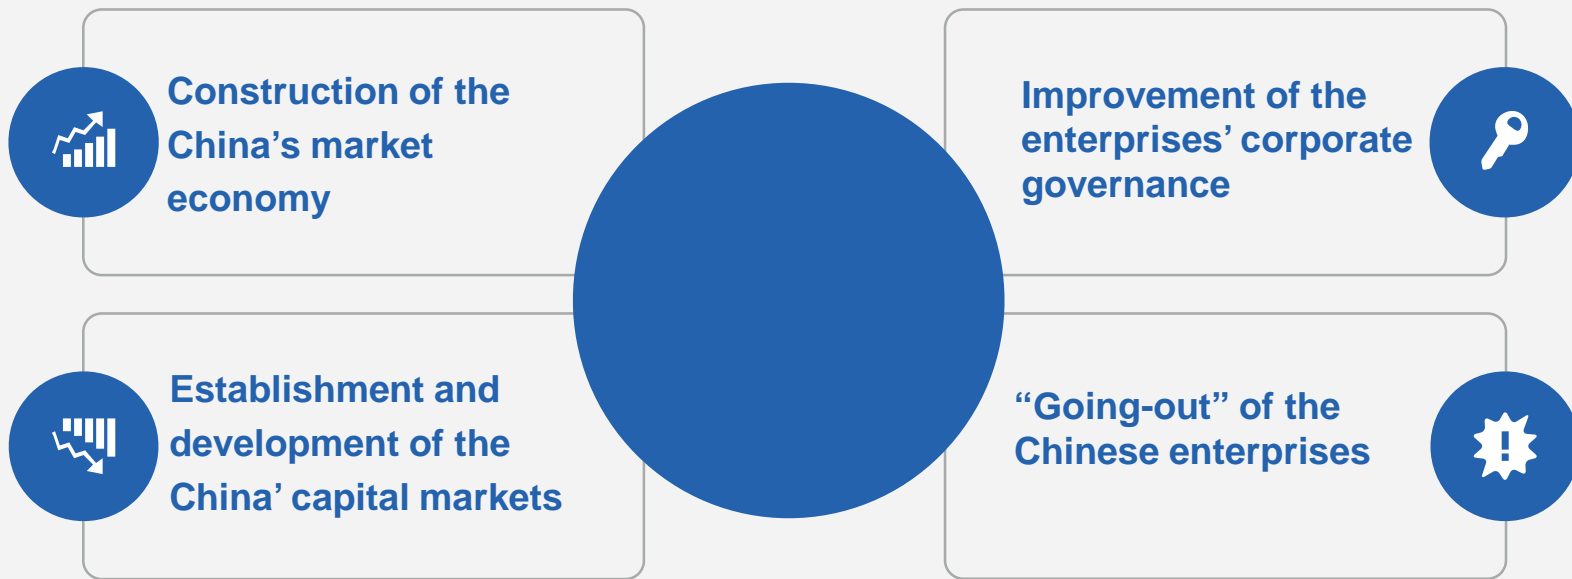 Construction of the
China’s market
economy
Improvement of the
enterprises’ corporate
governance
Establishment and
development of the
China’ capital markets
“Going-out” of the
Chinese enterprises